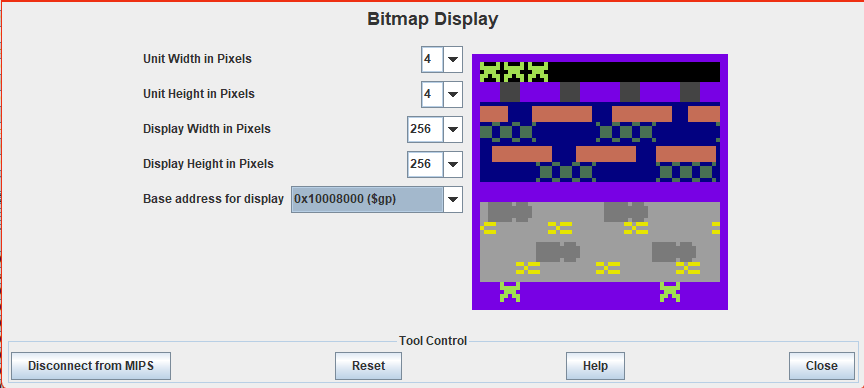 Bitmap Display
Unit Width in Pixels 4
Unit Height in Pixels 4
Display Width in Pixels 256
Display Height in Pixels 256
Base address for display 0x10008000 ($gp)
Tool Control
Disconnect from MIPS Reset Help Close